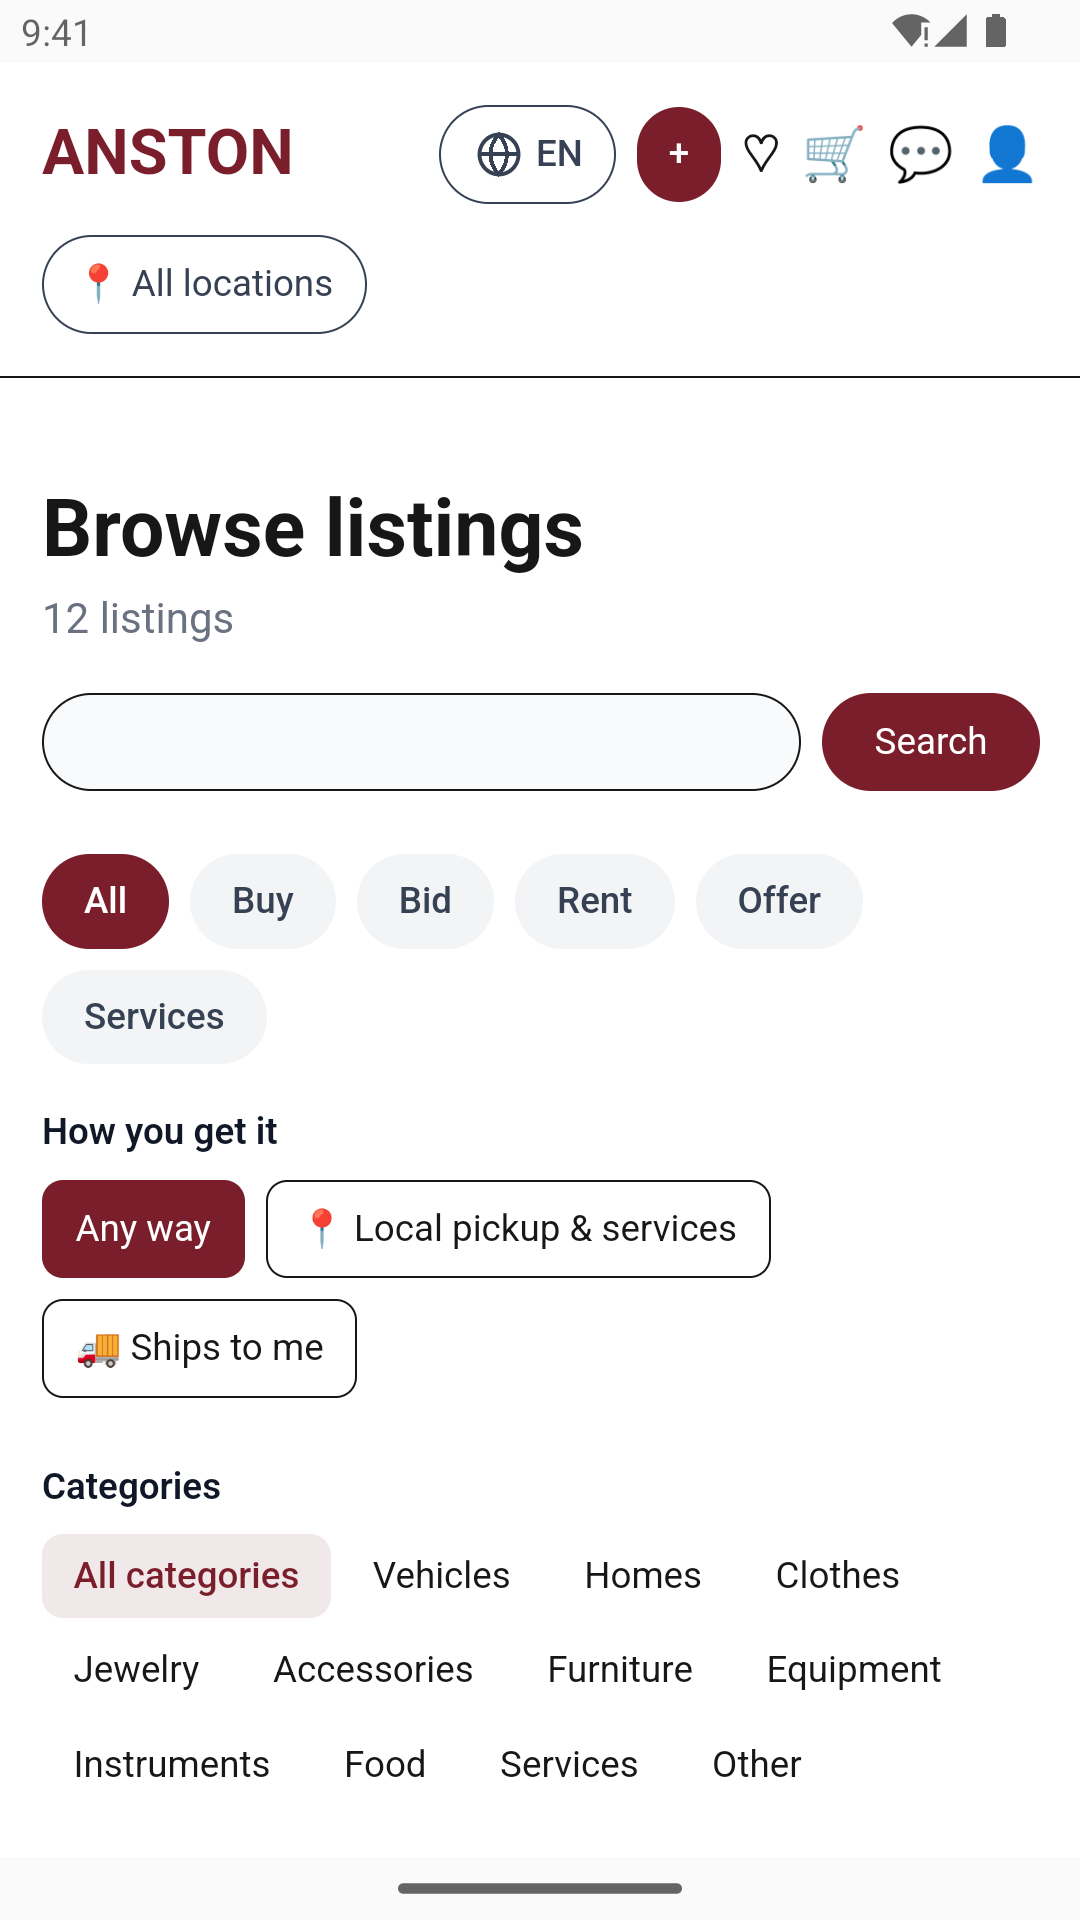 9:41
ANSTON
EN
+
All locations
Browse listings
12 listings
Search
All Buy Bid Rent Offer
Services
How you get it
Any way Local pickup & services
Ships to me
Categories
All categories Vehicles Homes Clothes
Jewelry Accessories Furniture Equipment
Instruments Food Services Other